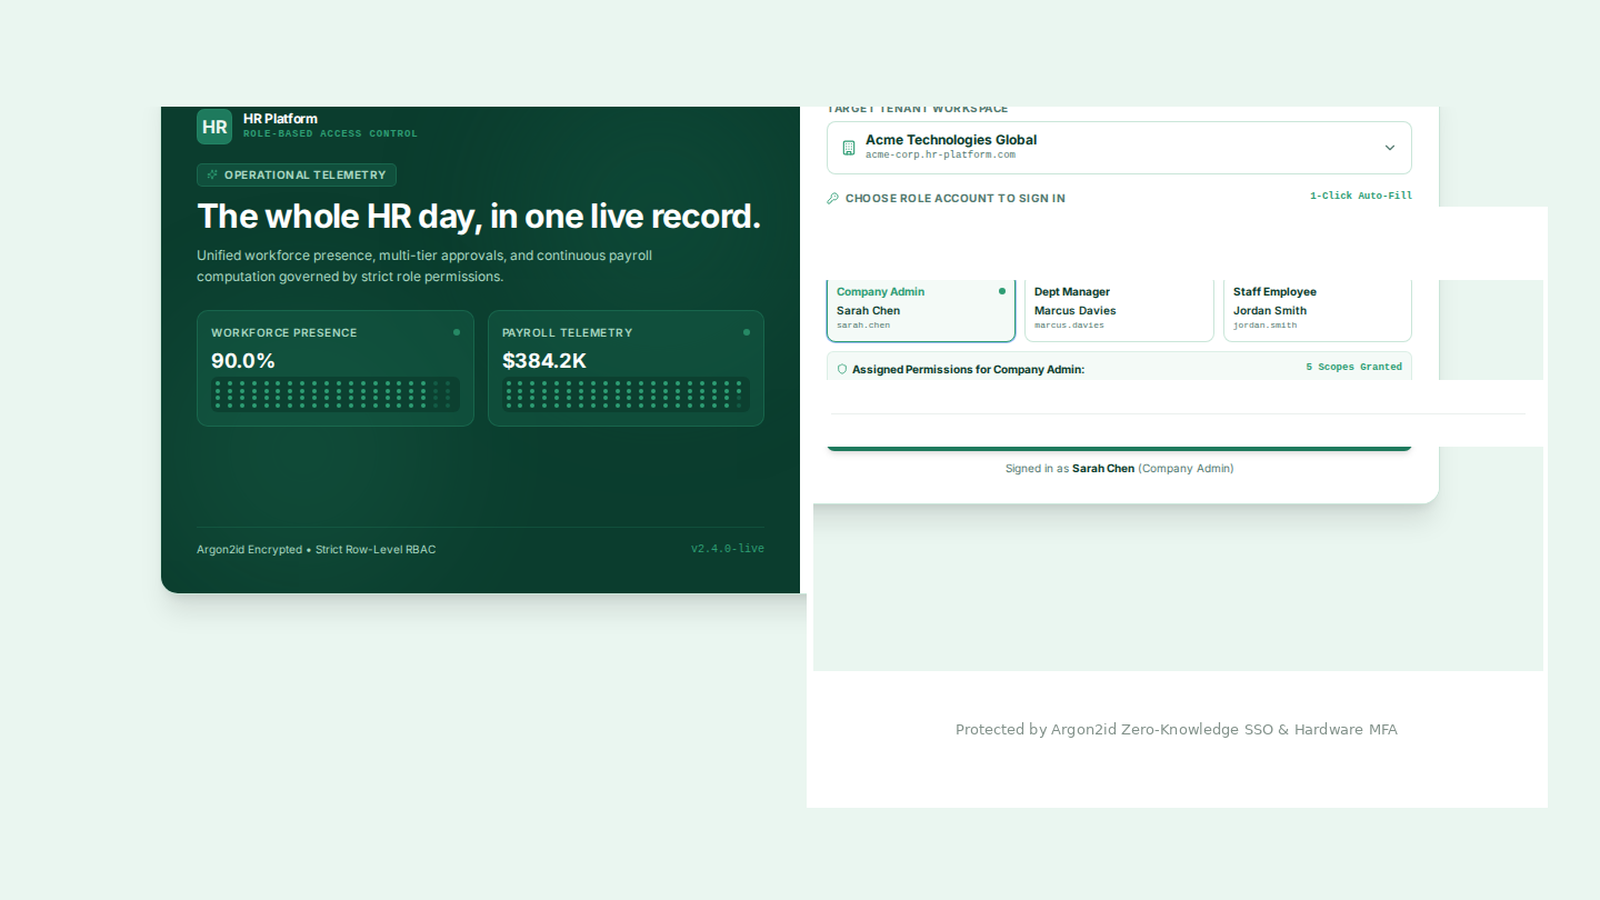 HR
HR Platform
ROLE-BASED ACCESS CONTROL
OPERATIONAL TELEMETRY
The whole HR day, in one live record.
Unified workforce presence, multi-tier approvals, and continuous payroll
computation governed by strict role permissions.
WORKFORCE PRESENCE
90.0%
PAYROLL TELEMETRY
$384.2K
Argon2id Encrypted • Strict Row-Level RBAC
v2.4.0-live
TARGET TENANT WORKSPACE
Acme Technologies Global
acme-corp.hr-platform.com
CHOOSE ROLE ACCOUNT TO SIGN IN
1-Click Auto-Fill
Company Admin
Sarah Chen
sarah.chen
Dept Manager
Marcus Davies
marcus.davies
Staff Employee
Jordan Smith
jordan.smith
Assigned Permissions for Company Admin:
5 Scopes Granted
Signed in as Sarah Chen (Company Admin)
Protected by Argon2id Zero-Knowledge SSO & Hardware MFA